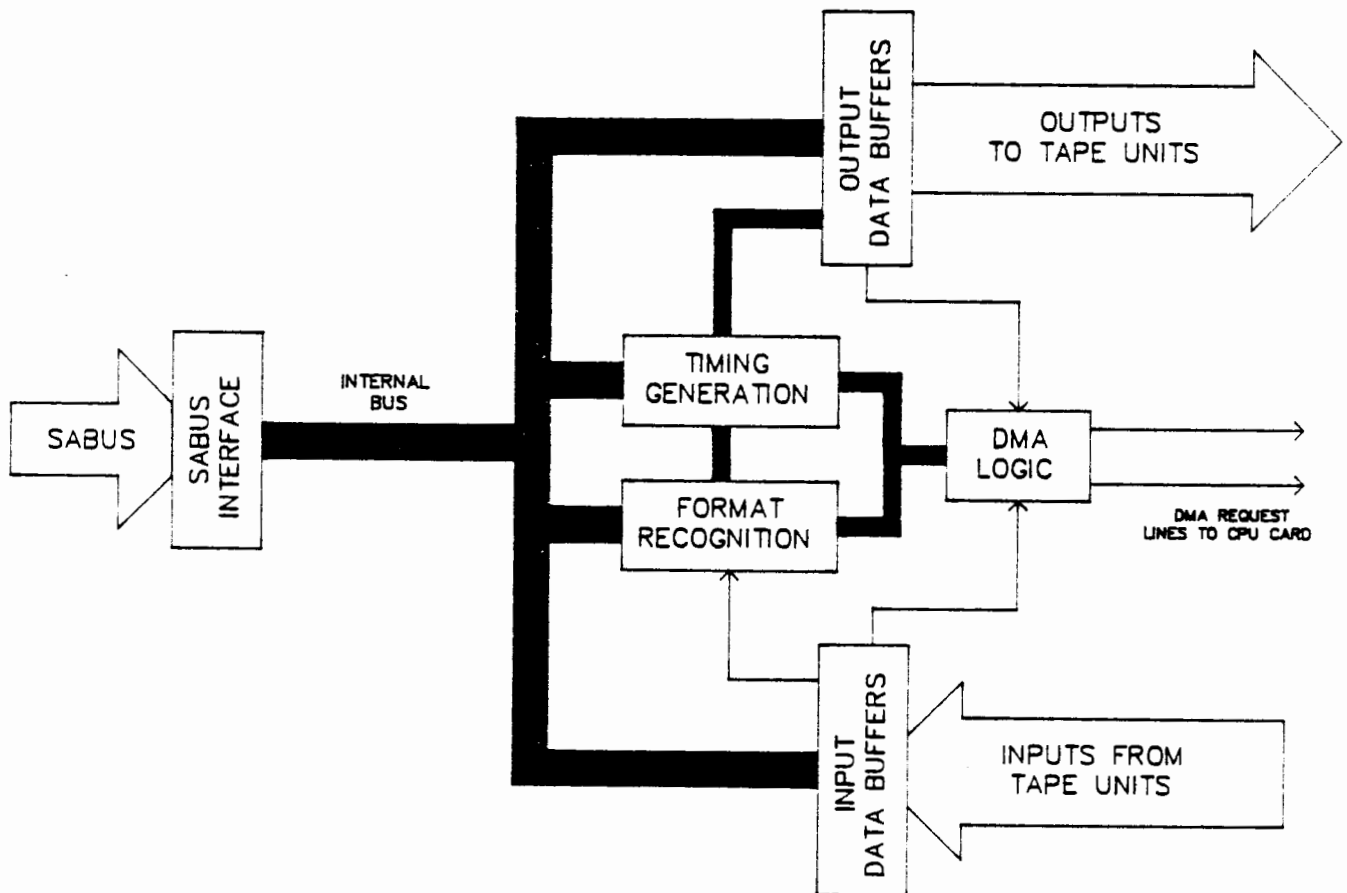 OUTPUT
DATA BUFFERS
OUTPUTS
TO TAPE UNITS
TIMING
GENERATION
INTERNAL
BUS
SABUS
SABUS
INTERFACE
DMA
LOGIC
FORMAT
RECOGNITION
DMA REQUEST
LINES TO CPU CARD
INPUT
DATA BUFFERS
INPUTS FROM
TAPE UNITS